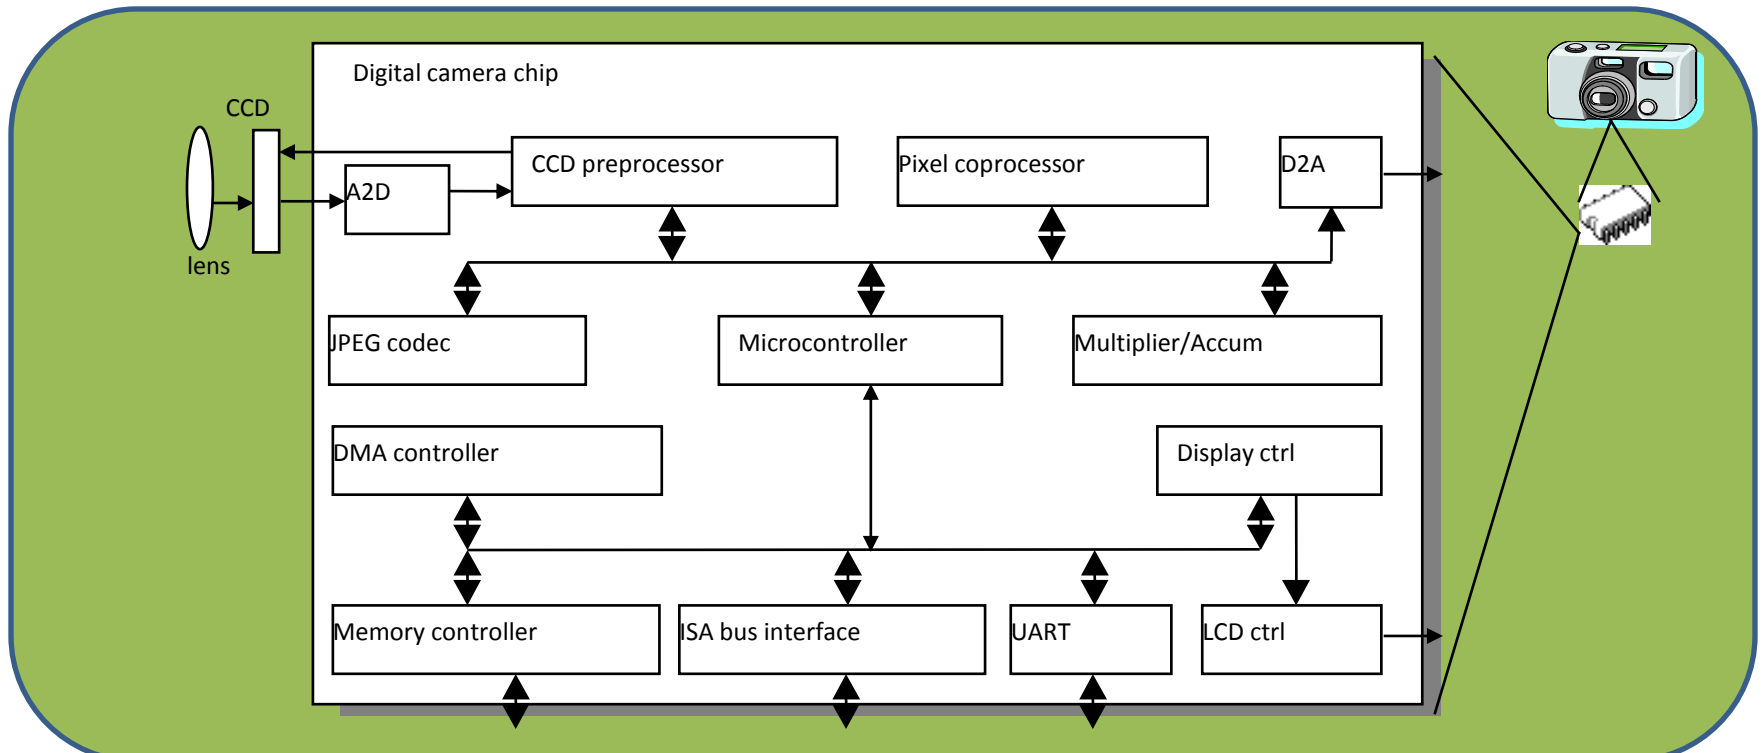 Digital camera chip
CCD
CCD preprocessor
Pixel coprocessor
D2A
A2D
lens
JPEG codec
Microcontroller
Multiplier/Accum
DMA controller
Display ctrl
Memory controller
ISA bus interface
UART
LCD ctrl